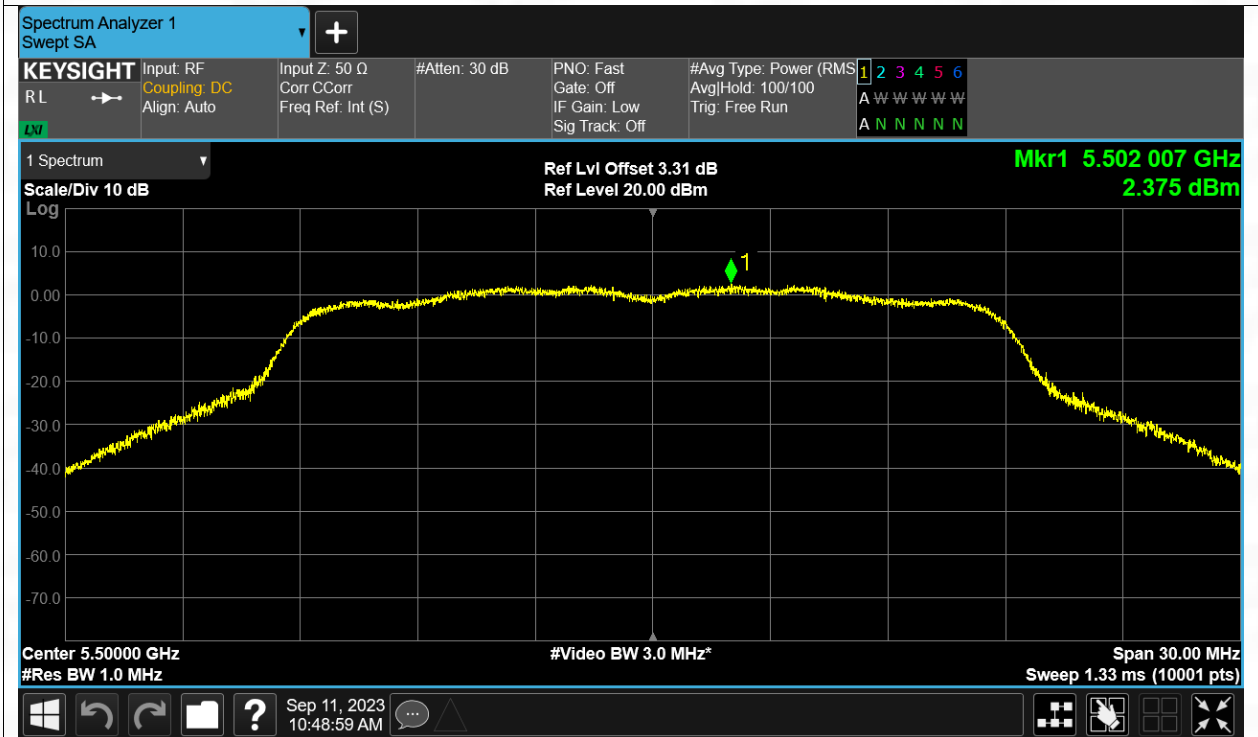 Spectrum Analyzer 1
Swept SA
KEYSIGHT
R L
LXI
Input: RF
Coupling: DC
Align: Auto
Input Z: 50 Ω
Corr CCorr
Freq Ref: Int (S)
#Atten: 30 dB
PNO: Fast
Gate: Off
IF Gain: Low
Sig Track: Off
#Avg Type: Power (RMS
Avg|Hold: 100/100
Trig: Free Run
1 2 3 4 5 6
A W W W W W
A N N N N N
1 Spectrum
Scale/Div 10 dB
Log
Ref Lvl Offset 3.31 dB
Ref Level 20.00 dBm
Mkr1 5.502 007 GHz
2.375 dBm
1
10.0
0.00
-10.0
-20.0
-30.0
-40.0
-50.0
-60.0
-70.0
Center 5.50000 GHz
#Res BW 1.0 MHz
#Video BW 3.0 MHz*
Span 30.00 MHz
Sweep 1.33 ms (10001 pts)
?
Sep 11, 2023
10:48:59 AM